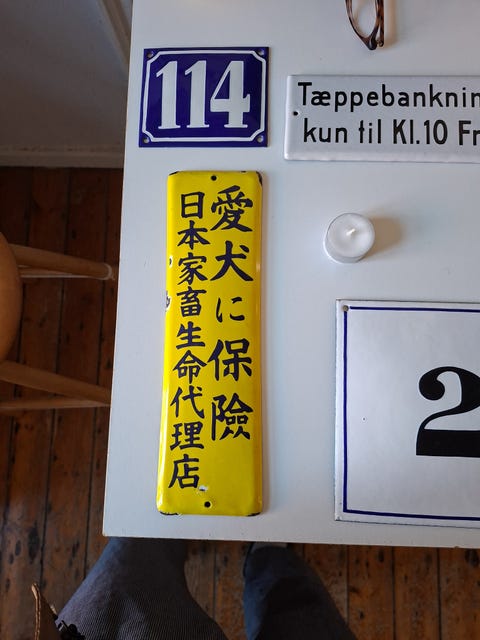 114
Tæppebankni
kun til Kl.10 Fr
愛犬に保險
日本家畜生命代理店
2